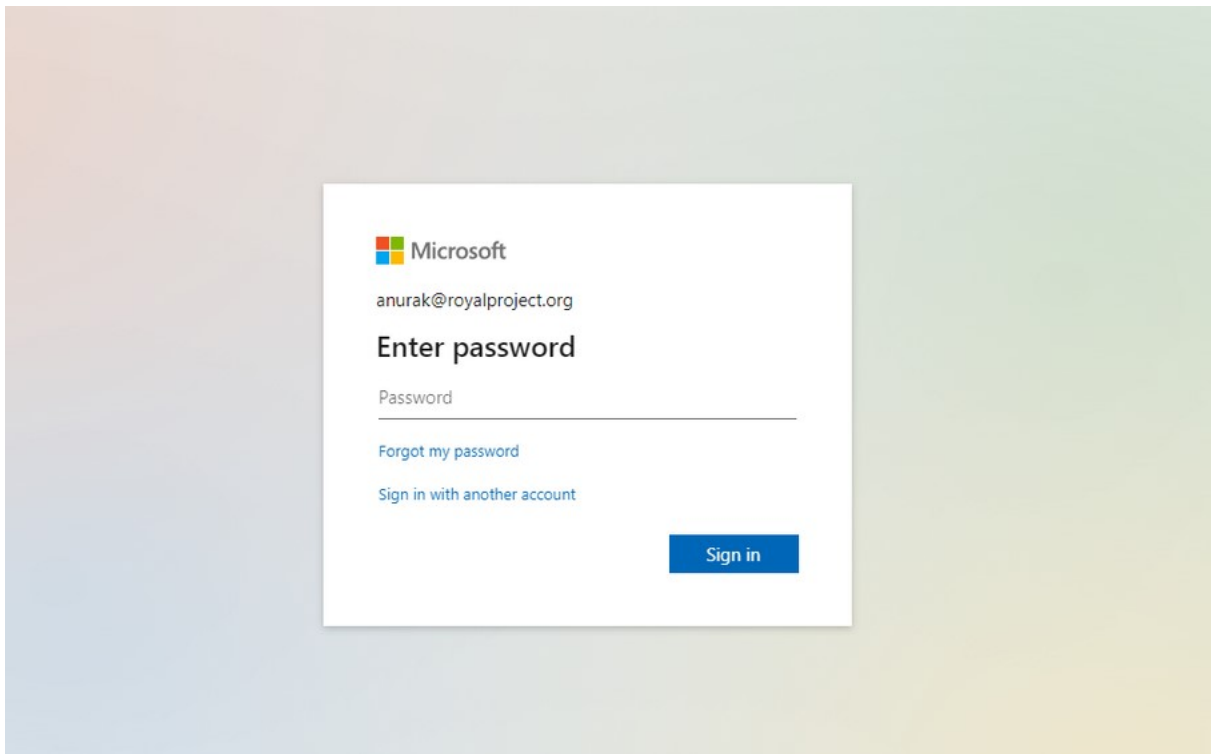 Microsoft
anurak@royalproject.org
Enter password
Password
Forgot my password
Sign in with another account
Sign in